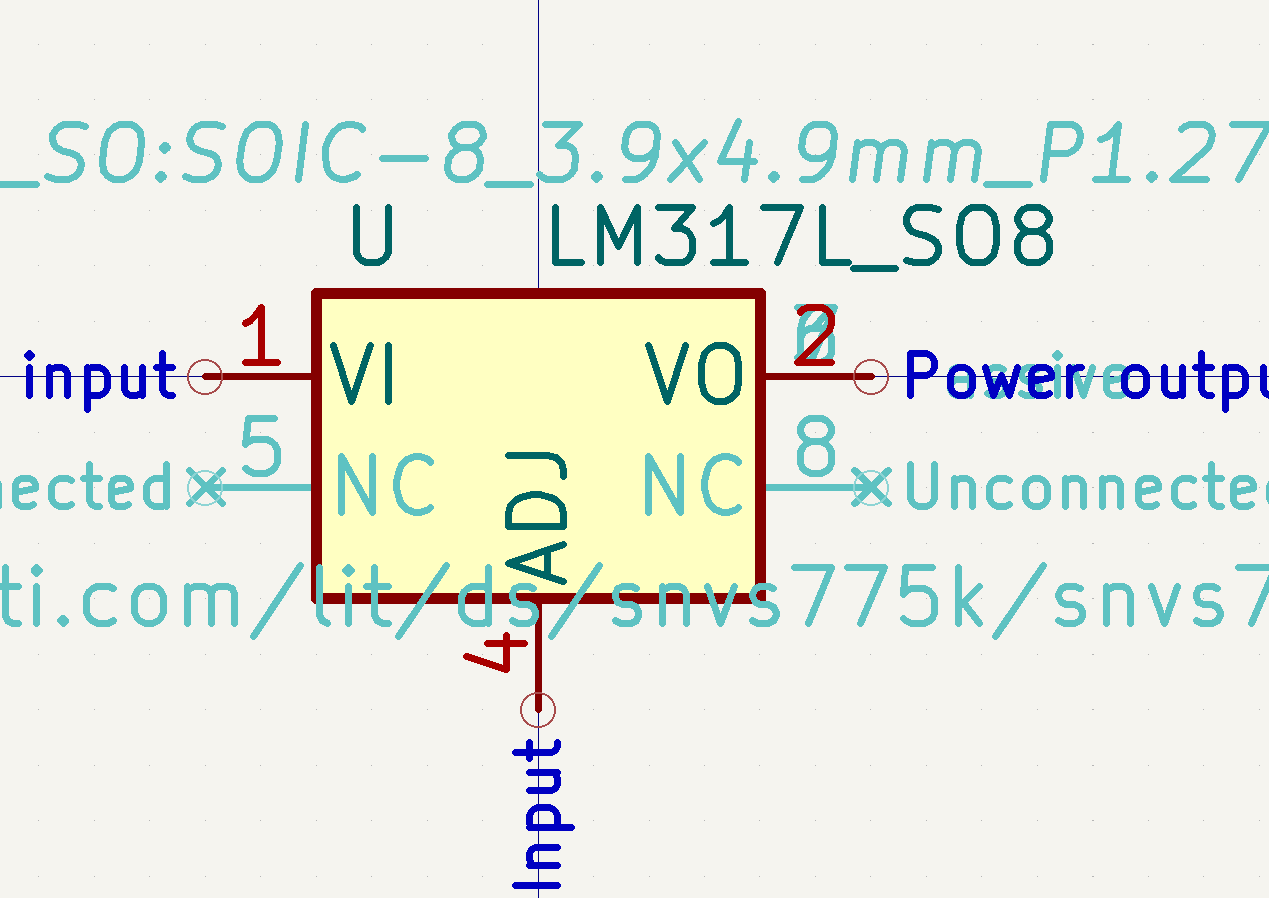 _SO:SOIC-8_3.9x4.9mm_P1.27
U LM317L_SO8
1 2
input VI VO Power outpu
5 8
nected NC NC Unconnecte
ADJ
ti.com/lit/ds/snvs775k/snvs7
4
Input